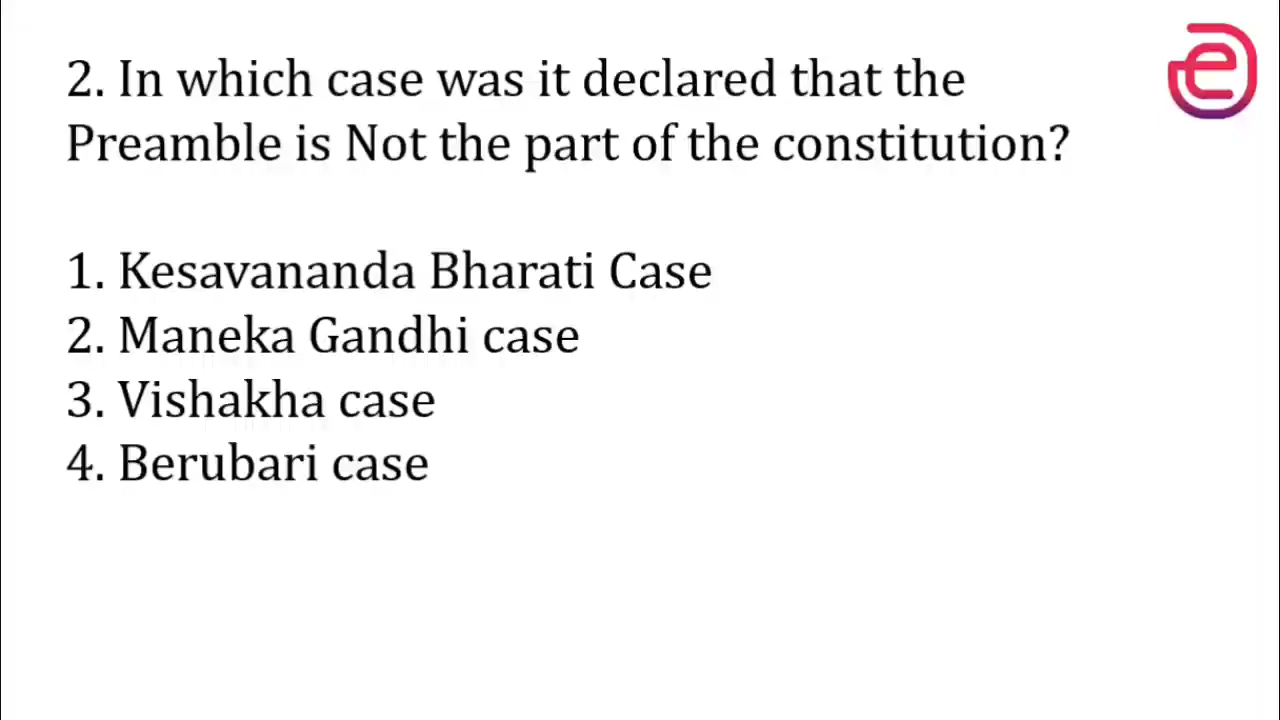 2. In which case was it declared that the
Preamble is Not the part of the constitution?
1. Kesavananda Bharati Case
2. Maneka Gandhi case
3. Vishakha case
4. Berubari case